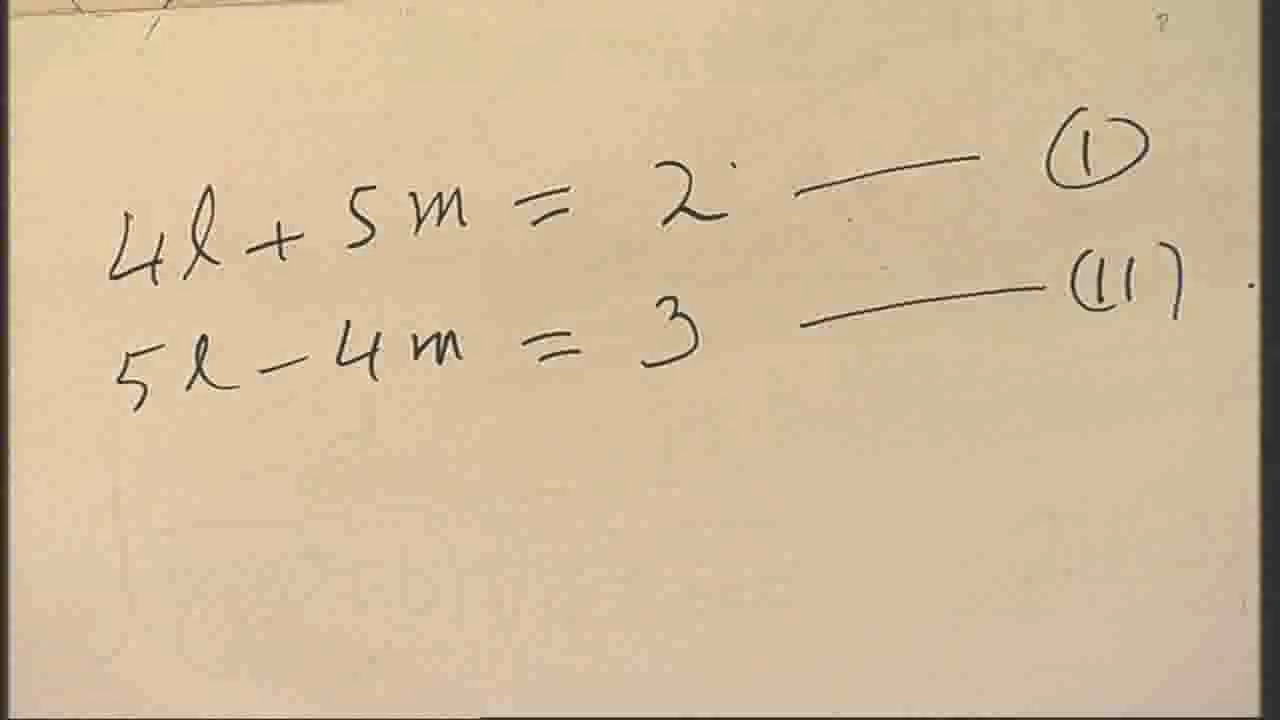 4l + 5m = 2 —— (I)
5l - 4m = 3 —— (II)